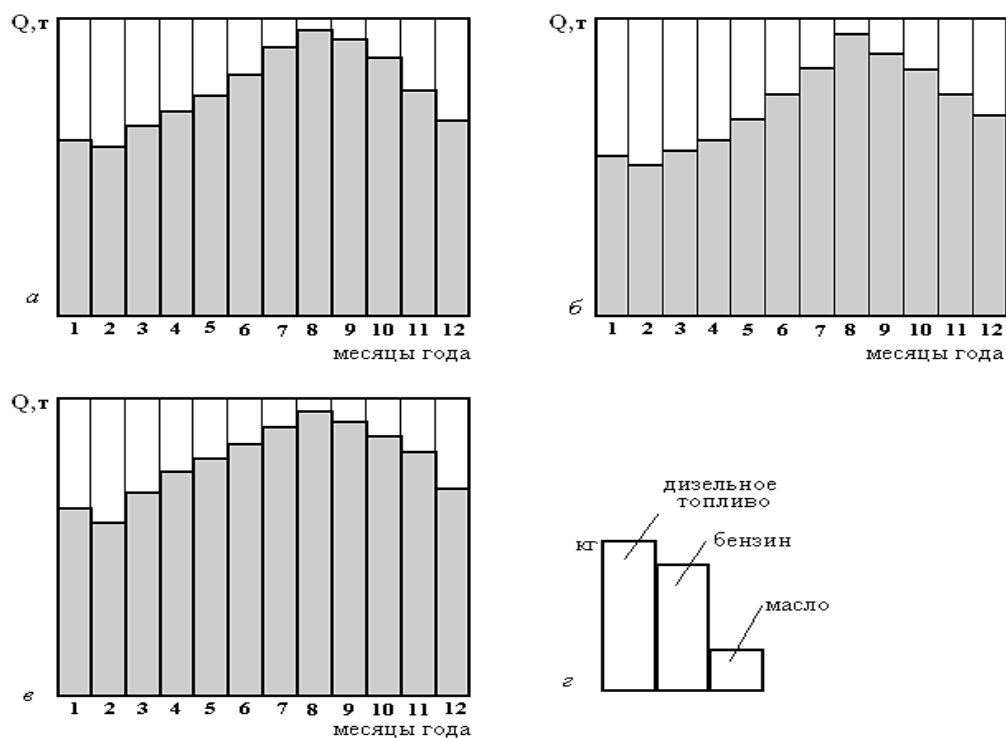 Q,т
а
1 2 3 4 5 6 7 8 9 10 11 12
месяцы года
Q,т
б
1 2 3 4 5 6 7 8 9 10 11 12
месяцы года
Q,т
в
1 2 3 4 5 6 7 8 9 10 11 12
месяцы года
дизельное
топливо
кг
бензин
масло
г